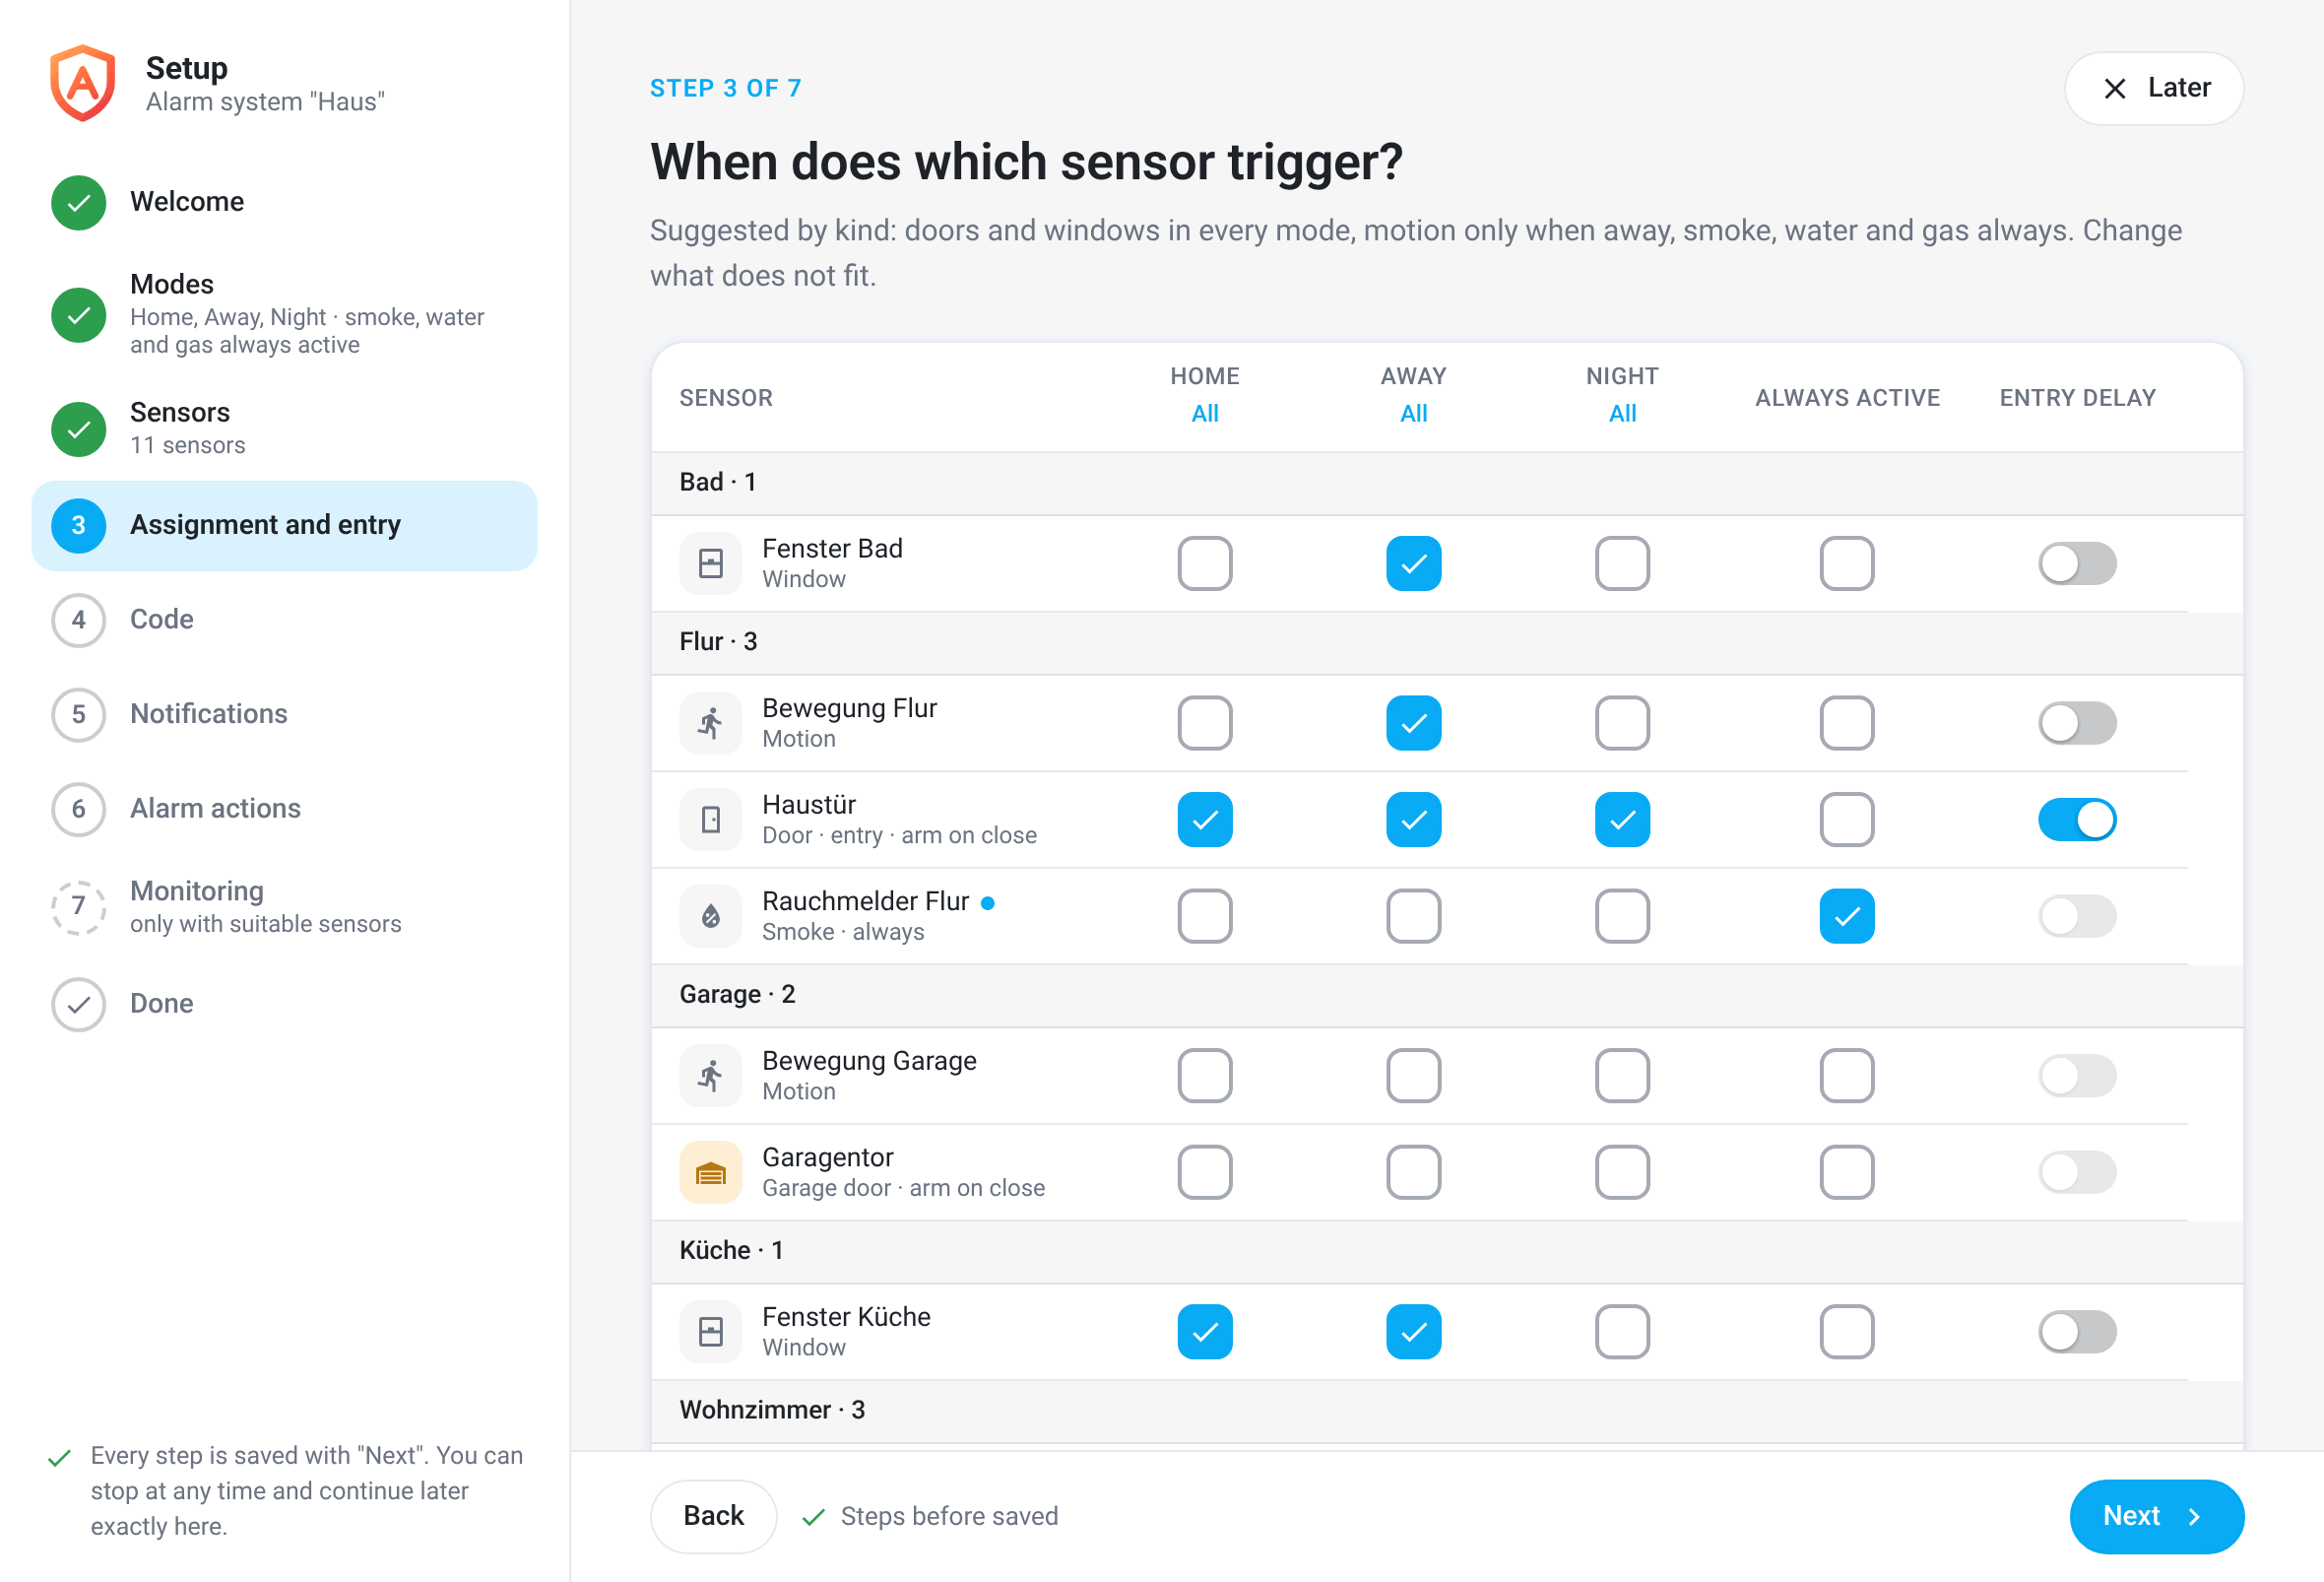 Setup
Alarm system "Haus"
Welcome
Modes
Home, Away, Night · smoke, water
and gas always active
Sensors
11 sensors
3 Assignment and entry
4 Code
5 Notifications
6 Alarm actions
7 Monitoring
only with suitable sensors
Done
Every step is saved with "Next". You can
stop at any time and continue later
exactly here.
STEP 3 OF 7
Later
When does which sensor trigger?
Suggested by kind: doors and windows in every mode, motion only when away, smoke, water and gas always. Change
what does not fit.
SENSOR HOME AWAY NIGHT ALWAYS ACTIVE ENTRY DELAY
All All All
Bad · 1
Fenster Bad
Window
Flur · 3
Bewegung Flur
Motion
Haustür
Door · entry · arm on close
Rauchmelder Flur
Smoke · always
Garage · 2
Bewegung Garage
Motion
Garagentor
Garage door · arm on close
Küche · 1
Fenster Küche
Window
Wohnzimmer · 3
Back
Steps before saved
Next